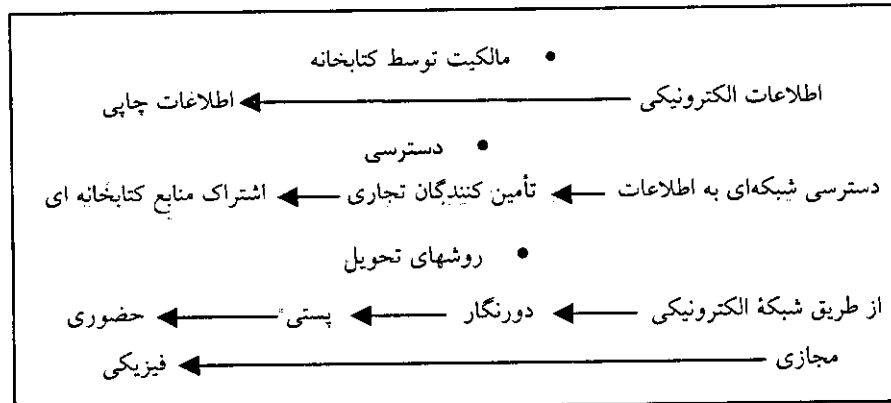 • مالکیت توسط کتابخانه
اطلاعات الکترونیکی اطلاعات چاپی
• دسترسی
دسترسی شبکه‌ای به اطلاعات تأمین کنندگان تجاری اشتراک منابع کتابخانه ای
• روشهای تحویل
از طریق شبکهٔ الکترونیکی دورنگار پستی حضوری
مجازی فیزیکی